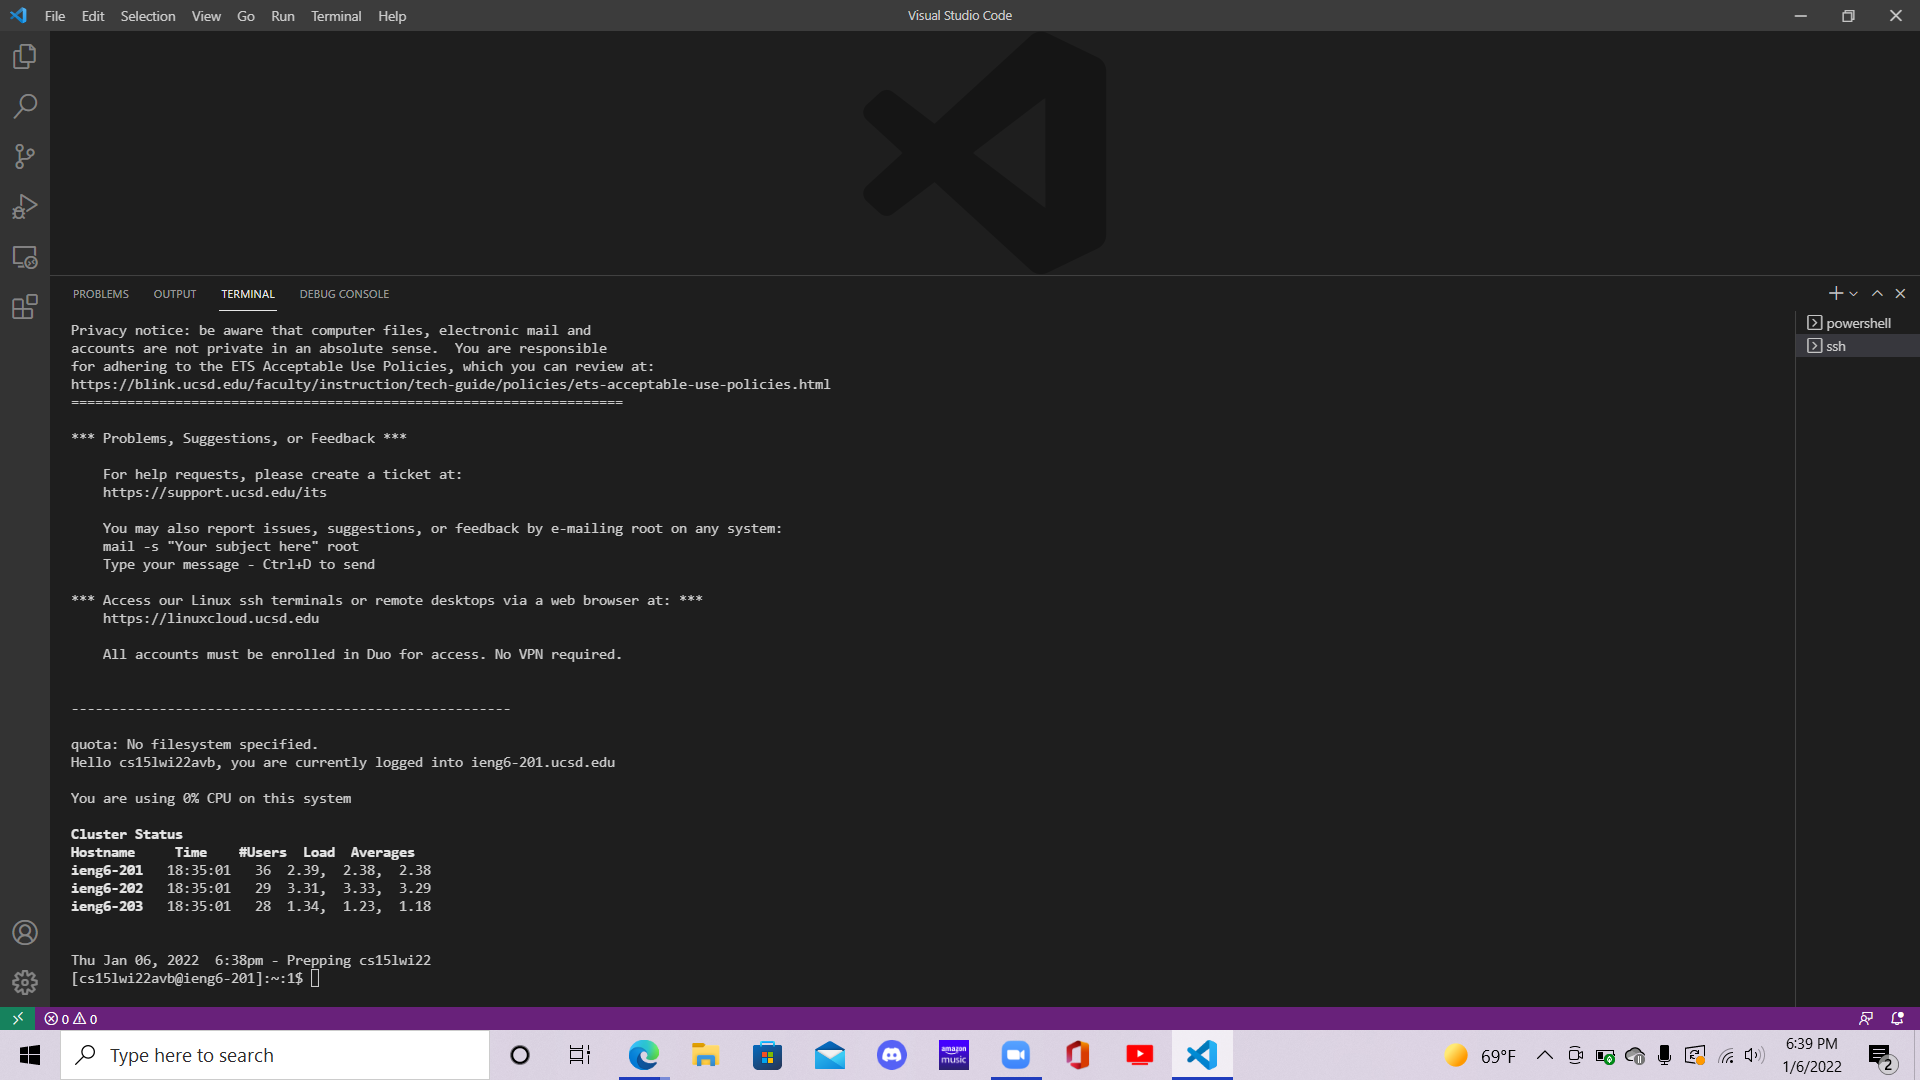 File Edit Selection View Go Run Terminal Help
Visual Studio Code
PROBLEMS OUTPUT TERMINAL DEBUG CONSOLE
powershell
ssh
Privacy notice: be aware that computer files, electronic mail and
accounts are not private in an absolute sense.  You are responsible
for adhering to the ETS Acceptable Use Policies, which you can review at:
https://blink.ucsd.edu/faculty/instruction/tech-guide/policies/ets-acceptable-use-policies.html
=====================================================================
*** Problems, Suggestions, or Feedback ***
For help requests, please create a ticket at:
https://support.ucsd.edu/its
You may also report issues, suggestions, or feedback by e-mailing root on any system:
mail -s "Your subject here" root
Type your message - Ctrl+D to send
*** Access our Linux ssh terminals or remote desktops via a web browser at: ***
https://linuxcloud.ucsd.edu
All accounts must be enrolled in Duo for access. No VPN required.
-------------------------------------------------------
quota: No filesystem specified.
Hello cs15lwi22avb, you are currently logged into ieng6-201.ucsd.edu
You are using 0% CPU on this system
Cluster Status
Hostname     Time    #Users  Load  Averages
ieng6-201   18:35:01   36  2.39,  2.38,  2.38
ieng6-202   18:35:01   29  3.31,  3.33,  3.29
ieng6-203   18:35:01   28  1.34,  1.23,  1.18
Thu Jan 06, 2022  6:38pm - Prepping cs15lwi22
[cs15lwi22avb@ieng6-201]:~:1$
0 0
Type here to search
amazon music
69°F
6:39 PM
1/6/2022
2